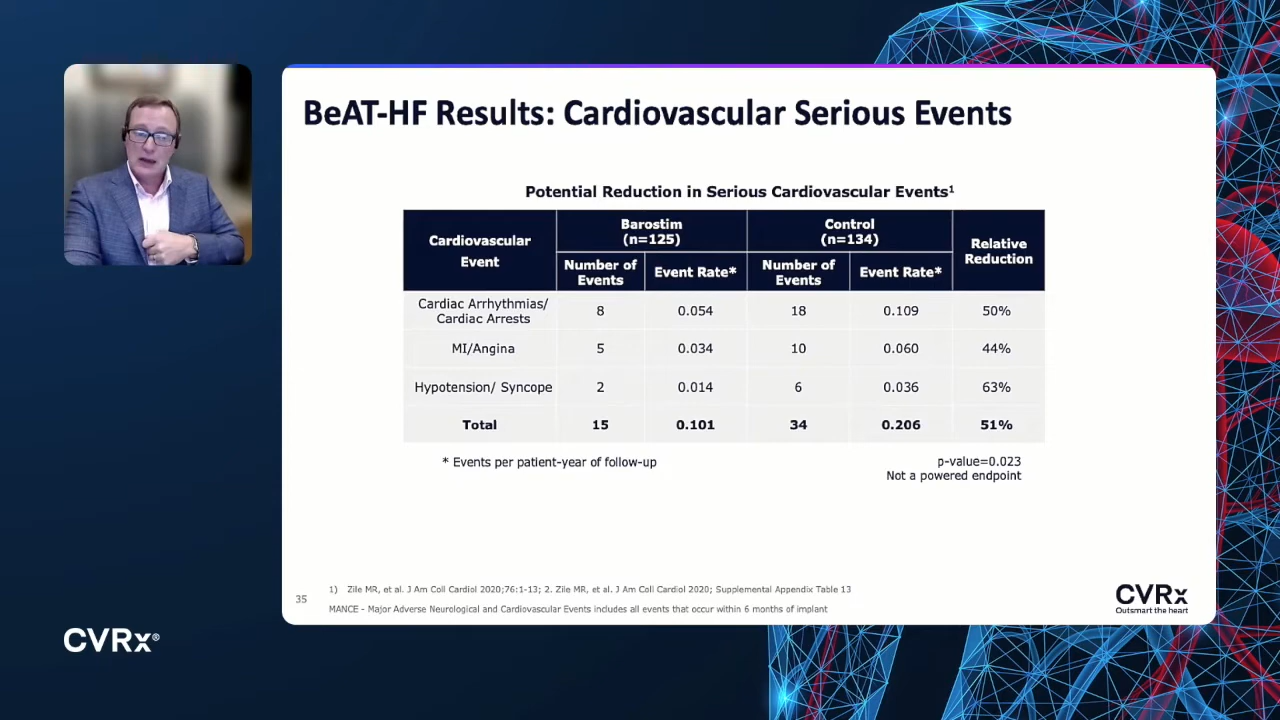 BeAT-HF Results: Cardiovascular Serious Events
Potential Reduction in Serious Cardiovascular Events¹
Cardiovascular
Event
Barostim
(n=125)
Control
(n=134)
Relative
Reduction
Number of
Events
Event Rate*
Number of
Events
Event Rate*
Cardiac Arrhythmias/
Cardiac Arrests
8
0.054
18
0.109
50%
MI/Angina
5
0.034
10
0.060
44%
Hypotension/ Syncope
2
0.014
6
0.036
63%
Total
15
0.101
34
0.206
51%
* Events per patient-year of follow-up
p-value=0.023
Not a powered endpoint
1) Zile MR, et al. J Am Coll Cardiol 2020;76:1-13; 2. Zile MR, et al. J Am Coll Cardiol 2020; Supplemental Appendix Table 13
35
MANCE - Major Adverse Neurological and Cardiovascular Events includes all events that occur within 6 months of implant
CVRx
Outsmart the heart
CVRx®